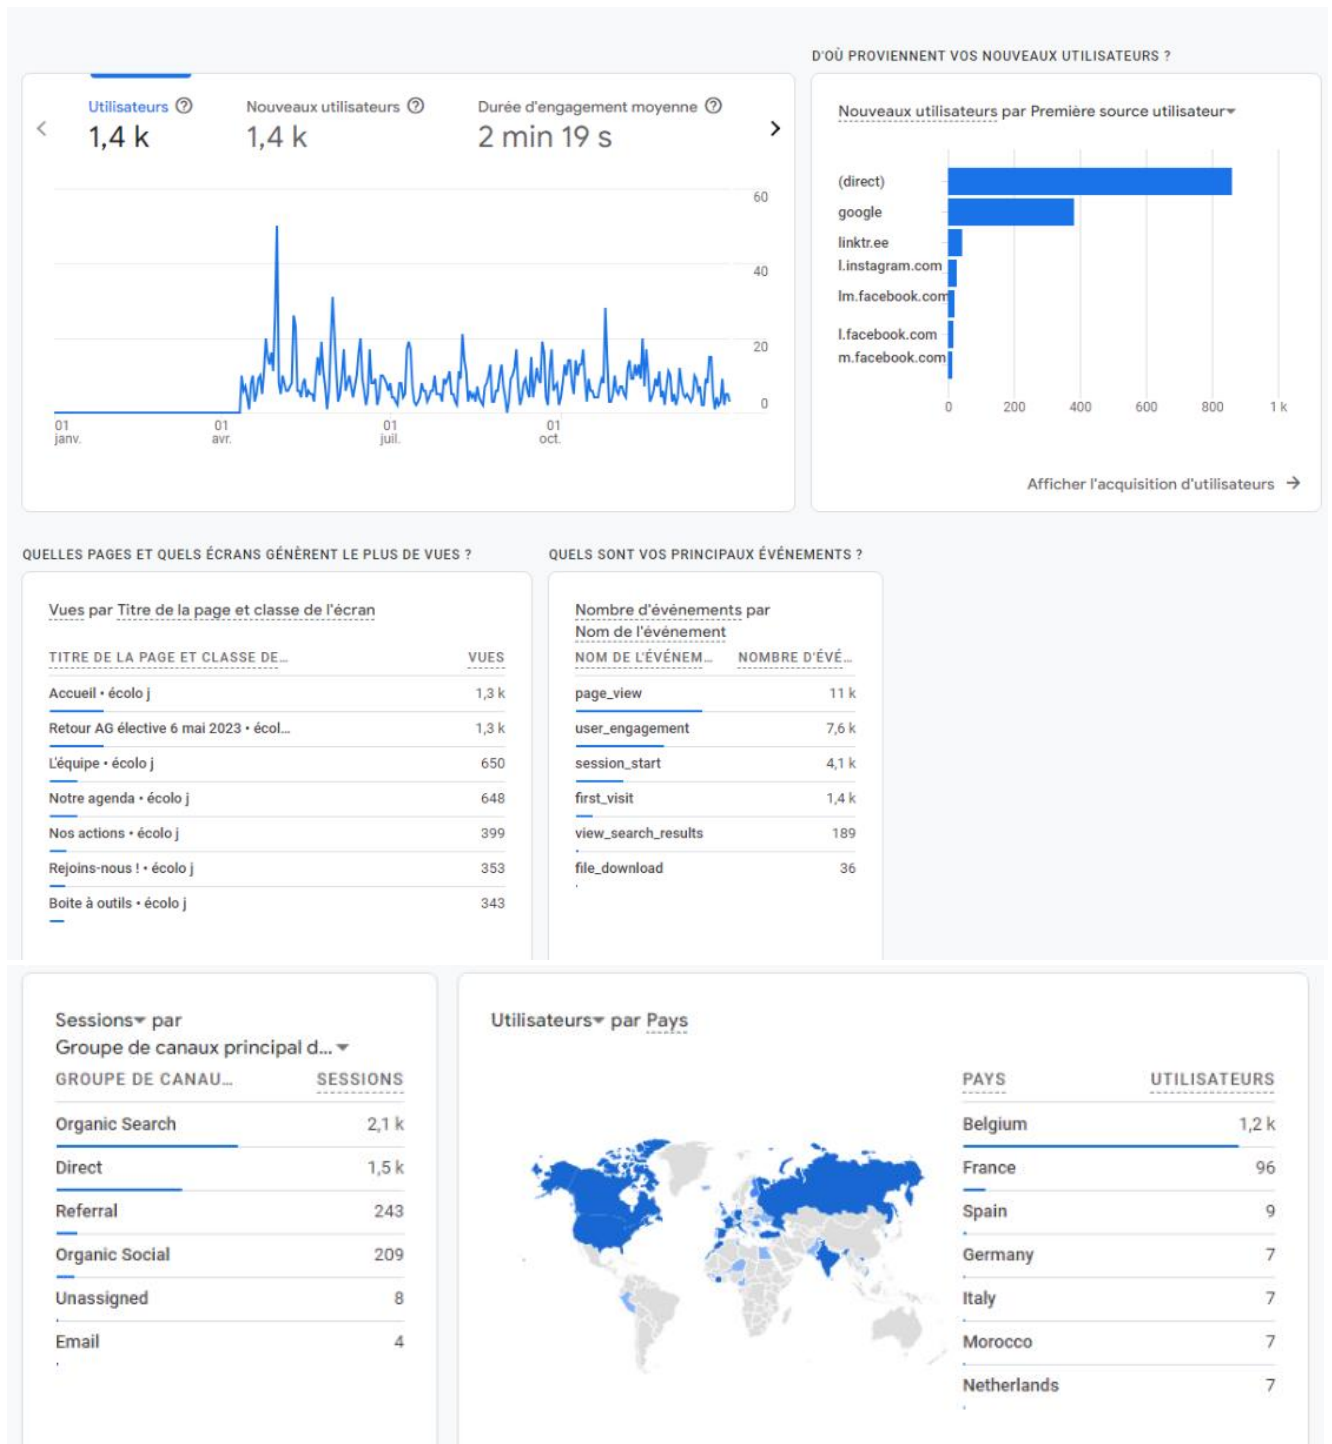 D'OÙ PROVIENNENT VOS NOUVEAUX UTILISATEURS ?
Utilisateurs
Nouveaux utilisateurs
Durée d'engagement moyenne
1,4 k
1,4 k
2 min 19 s
60
40
20
0
01
janv.
01
avr.
01
juil.
01
oct.
Nouveaux utilisateurs par Première source utilisateur
(direct)
google
linktr.ee
l.instagram.com
lm.facebook.com
l.facebook.com
m.facebook.com
0 200 400 600 800 1 k
Afficher l'acquisition d'utilisateurs
QUELLES PAGES ET QUELS ÉCRANS GÉNÈRENT LE PLUS DE VUES ?
Vues par Titre de la page et classe de l'écran
TITRE DE LA PAGE ET CLASSE DE… VUES
Accueil • écolo j 1,3 k
Retour AG élective 6 mai 2023 • écol… 1,3 k
L'équipe • écolo j 650
Notre agenda • écolo j 648
Nos actions • écolo j 399
Rejoins-nous ! • écolo j 353
Boite à outils • écolo j 343
QUELS SONT VOS PRINCIPAUX ÉVÉNEMENTS ?
Nombre d'événements par
Nom de l'événement
NOM DE L'ÉVÉNEM… NOMBRE D'ÉVÉ…
page_view 11 k
user_engagement 7,6 k
session_start 4,1 k
first_visit 1,4 k
view_search_results 189
file_download 36
Sessions par
Groupe de canaux principal d…
GROUPE DE CANAU… SESSIONS
Organic Search 2,1 k
Direct 1,5 k
Referral 243
Organic Social 209
Unassigned 8
Email 4
Utilisateurs par Pays
PAYS UTILISATEURS
Belgium 1,2 k
France 96
Spain 9
Germany 7
Italy 7
Morocco 7
Netherlands 7